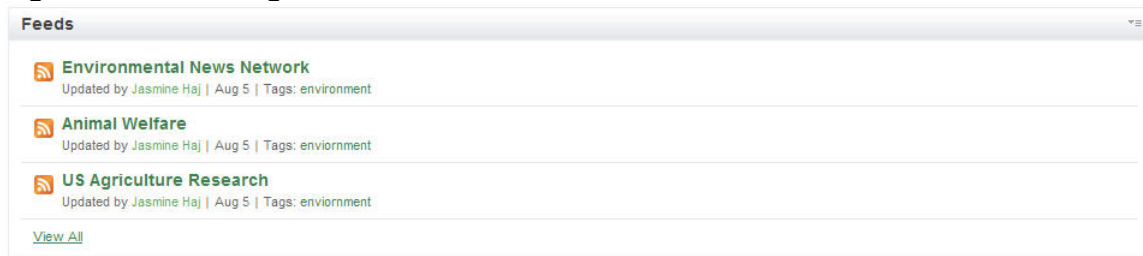 Feeds
Environmental News Network
Updated by Jasmine Haj | Aug 5 | Tags: environment
Animal Welfare
Updated by Jasmine Haj | Aug 5 | Tags: enviornment
US Agriculture Research
Updated by Jasmine Haj | Aug 5 | Tags: enviornment
View All